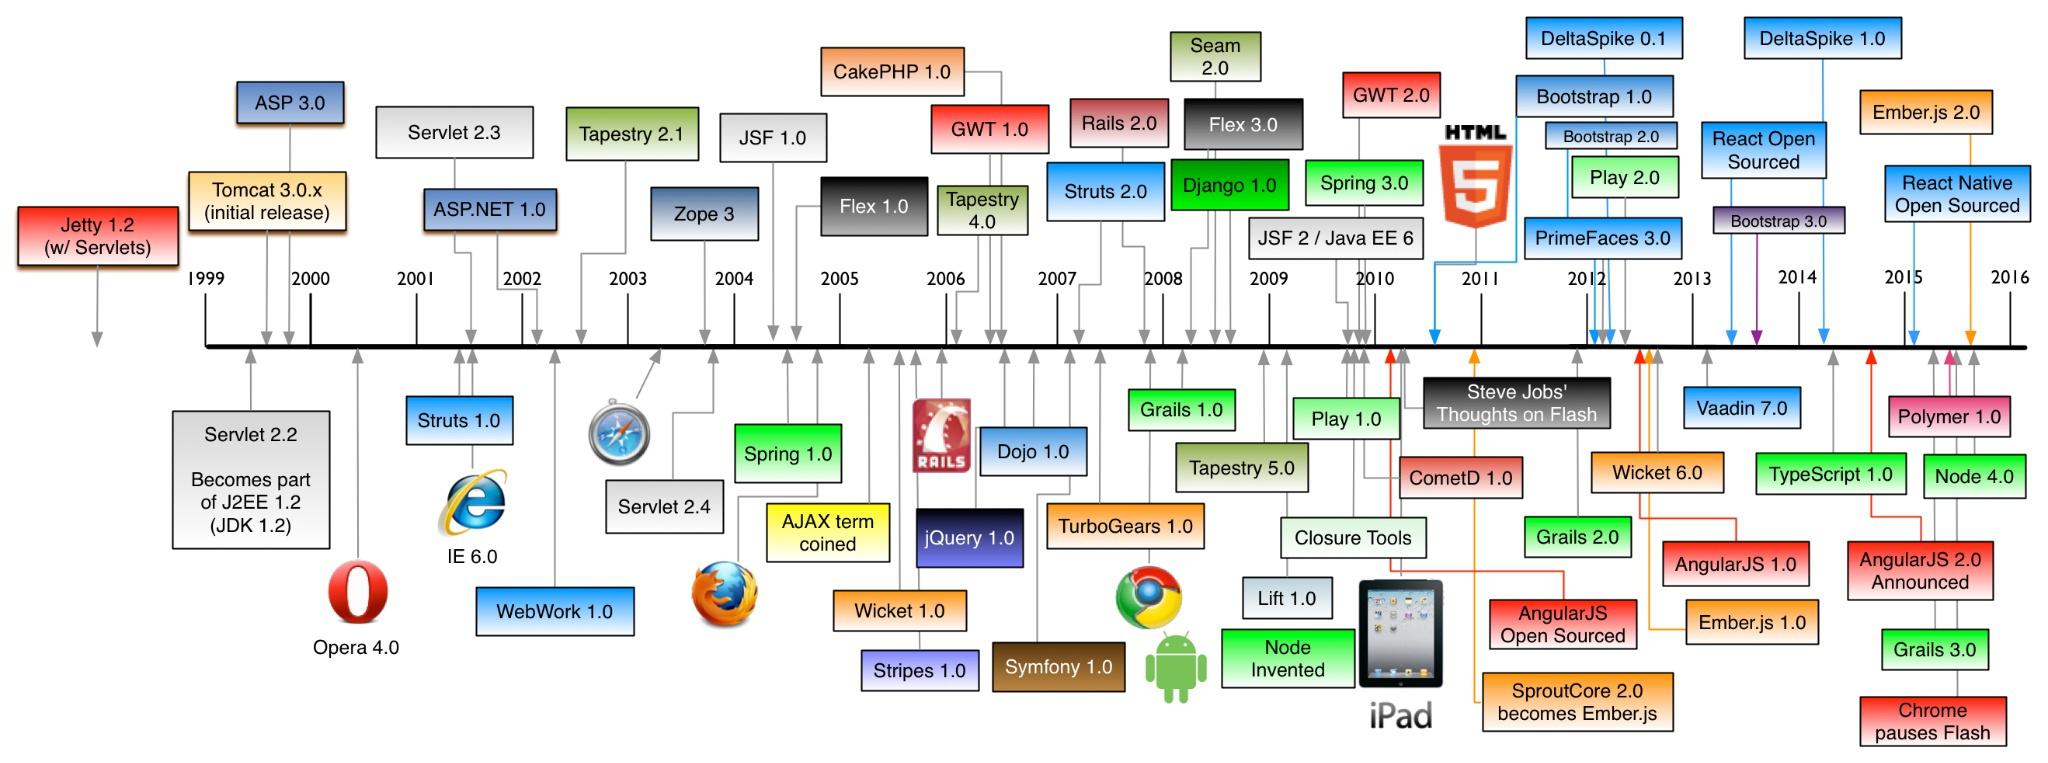 DeltaSpike 0.1
DeltaSpike 1.0
Seam
2.0
CakePHP 1.0
ASP 3.0
GWT 2.0
Bootstrap 1.0
Ember.js 2.0
Servlet 2.3
Tapestry 2.1
JSF 1.0
GWT 1.0
Rails 2.0
Flex 3.0
HTML
5
Bootstrap 2.0
React Open
Sourced
Tomcat 3.0.x
(initial release)
ASP.NET 1.0
Zope 3
Flex 1.0
Tapestry
4.0
Struts 2.0
Django 1.0
Spring 3.0
Play 2.0
React Native
Open Sourced
Jetty 1.2
(w/ Servlets)
JSF 2 / Java EE 6
PrimeFaces 3.0
Bootstrap 3.0
1999
2000
2001
2002
2003
2004
2005
2006
2007
2008
2009
2010
2011
2012
2013
2014
2015
2016
Servlet 2.2
Becomes part
of J2EE 1.2
(JDK 1.2)
Struts 1.0
Spring 1.0
RAILS
Dojo 1.0
Grails 1.0
Play 1.0
Steve Jobs'
Thoughts on Flash
Vaadin 7.0
Polymer 1.0
Servlet 2.4
Tapestry 5.0
CometD 1.0
Wicket 6.0
TypeScript 1.0
Node 4.0
IE 6.0
AJAX term
coined
jQuery 1.0
TurboGears 1.0
Closure Tools
Grails 2.0
AngularJS 1.0
AngularJS 2.0
Announced
Opera 4.0
WebWork 1.0
Wicket 1.0
Lift 1.0
AngularJS
Open Sourced
Ember.js 1.0
Stripes 1.0
Symfony 1.0
Node
Invented
iPad
SproutCore 2.0
becomes Ember.js
Grails 3.0
Chrome
pauses Flash